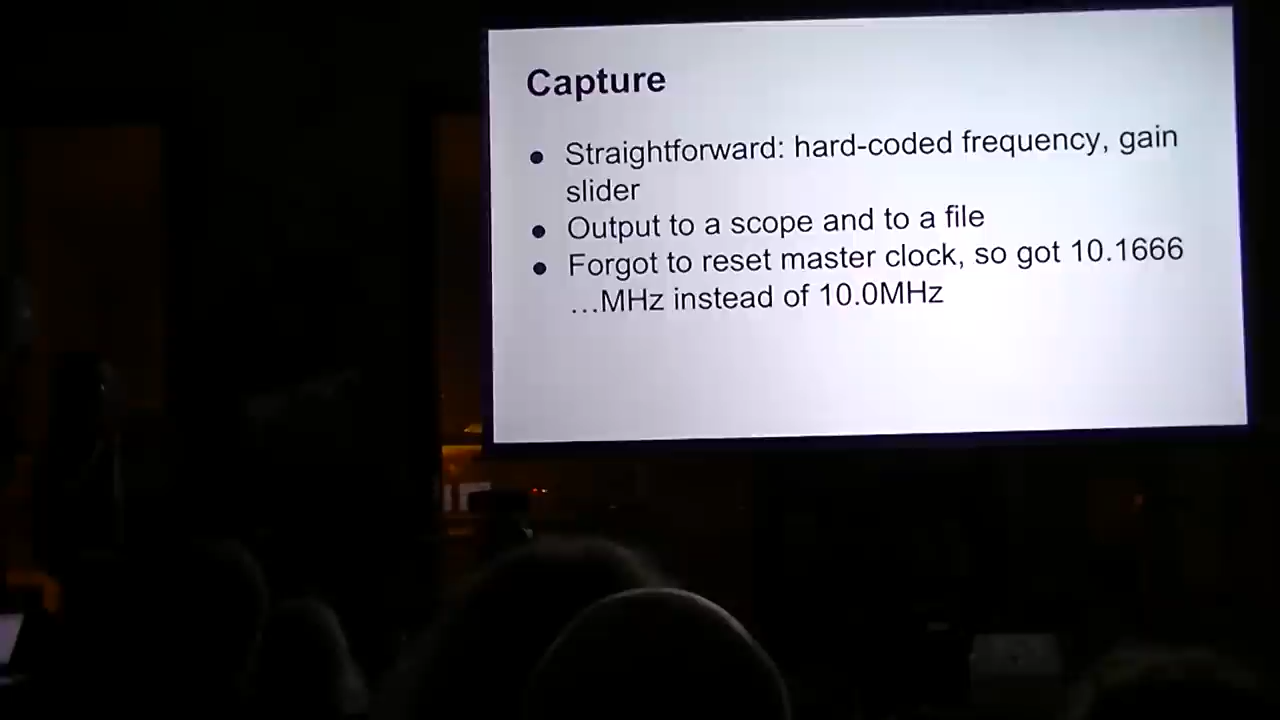 Capture
● Straightforward: hard-coded frequency, gain
slider
● Output to a scope and to a file
● Forgot to reset master clock, so got 10.1666
…MHz instead of 10.0MHz